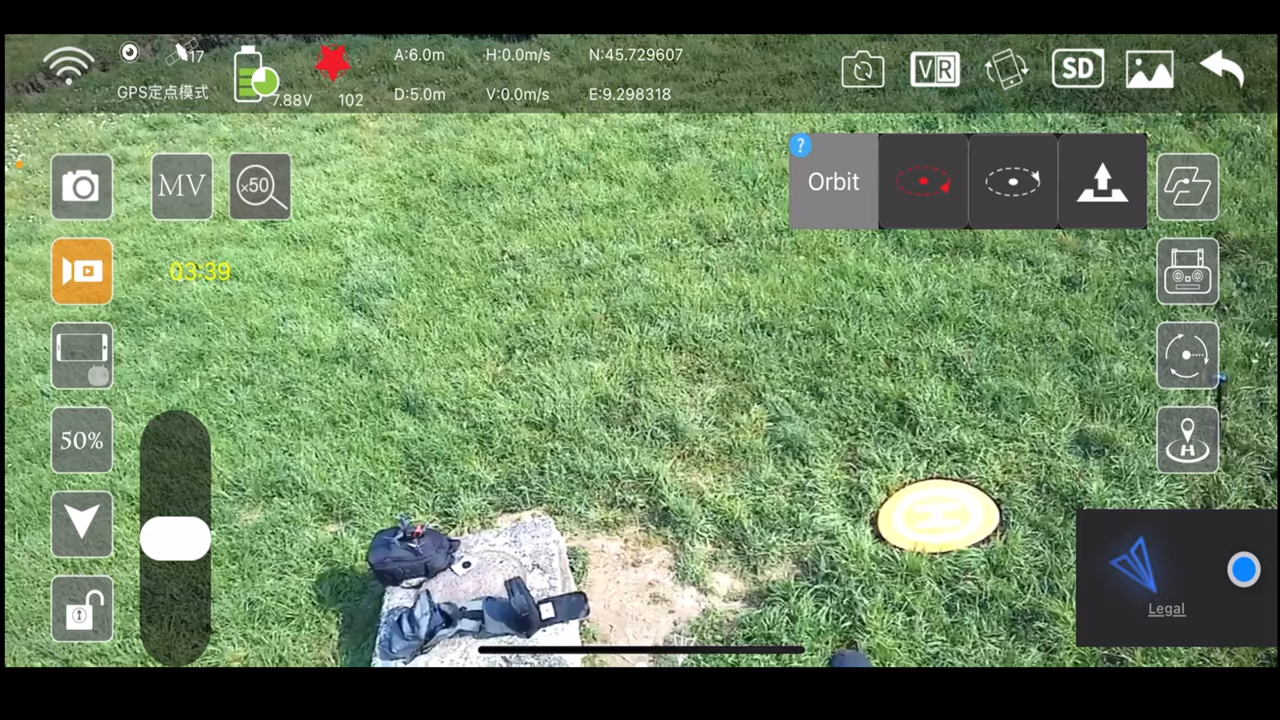 17
GPS定点模式
7.88V
102
A:6.0m
H:0.0m/s
N:45.729607
D:5.0m
V:0.0m/s
E:9.298318
VR
SD
MV
x50
?
Orbit
03:39
50%
H
H
Legal